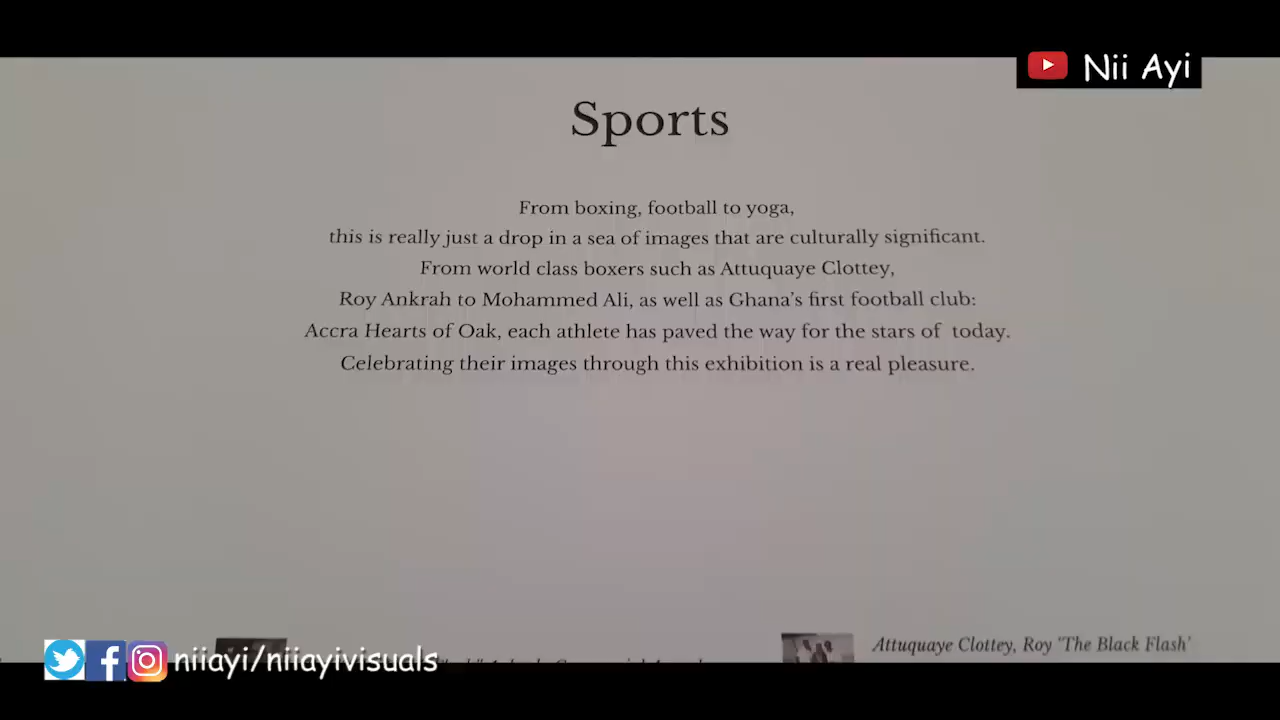 Nii Ayi
Sports
From boxing, football to yoga,
this is really just a drop in a sea of images that are culturally significant.
From world class boxers such as Attuquaye Clottey,
Roy Ankrah to Mohammed Ali, as well as Ghana's first football club:
Accra Hearts of Oak, each athlete has paved the way for the stars of today.
Celebrating their images through this exhibition is a real pleasure.
Attuquaye Clottey, Roy 'The Black Flash'
niiayi/niiayivisuals